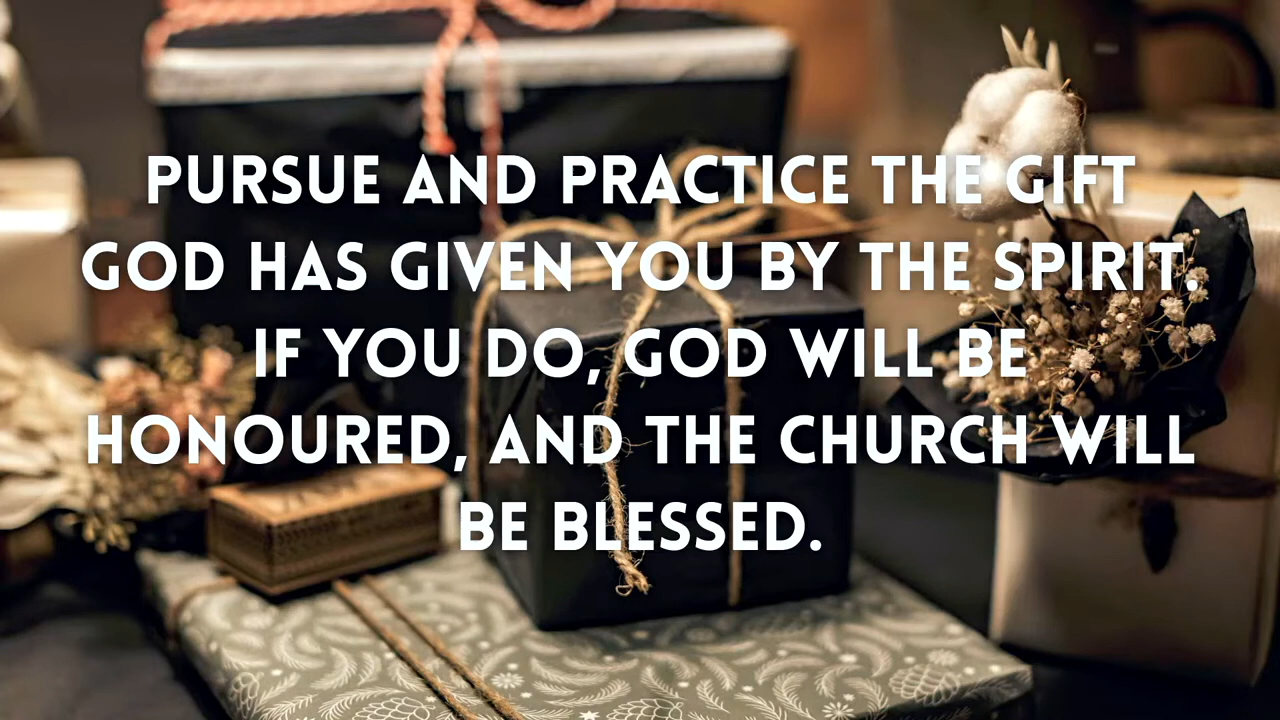 PURSUE AND PRACTICE THE GIFT
GOD HAS GIVEN YOU BY THE SPIRIT.
IF YOU DO, GOD WILL BE
HONOURED, AND THE CHURCH WILL
BE BLESSED.